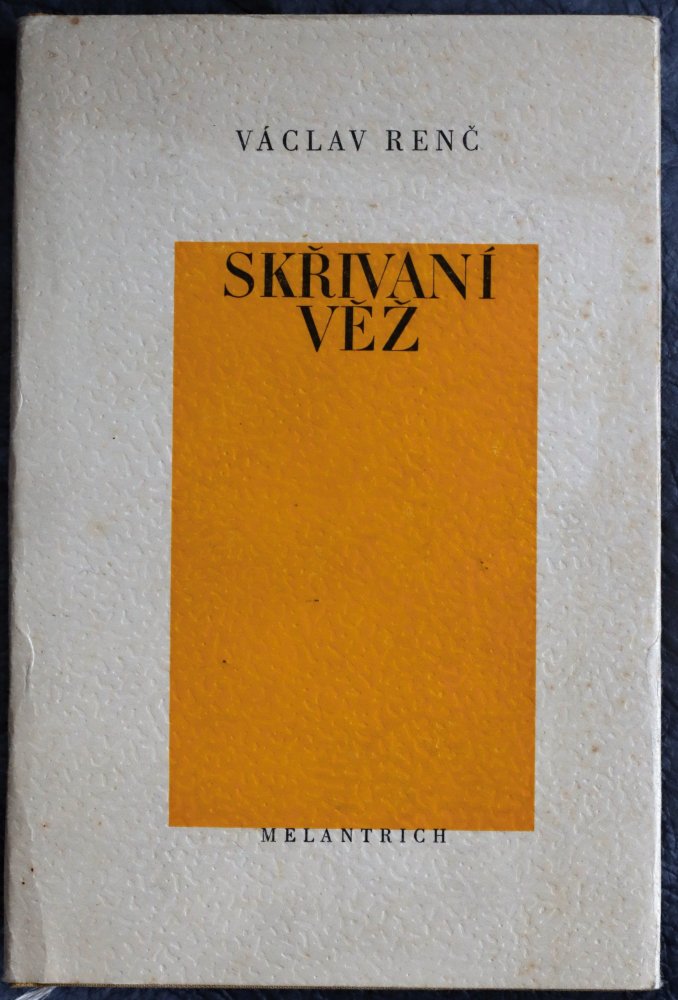 VÁCLAV RENČ
SKŘIVANÍ
VĚŽ
MELANTRICH